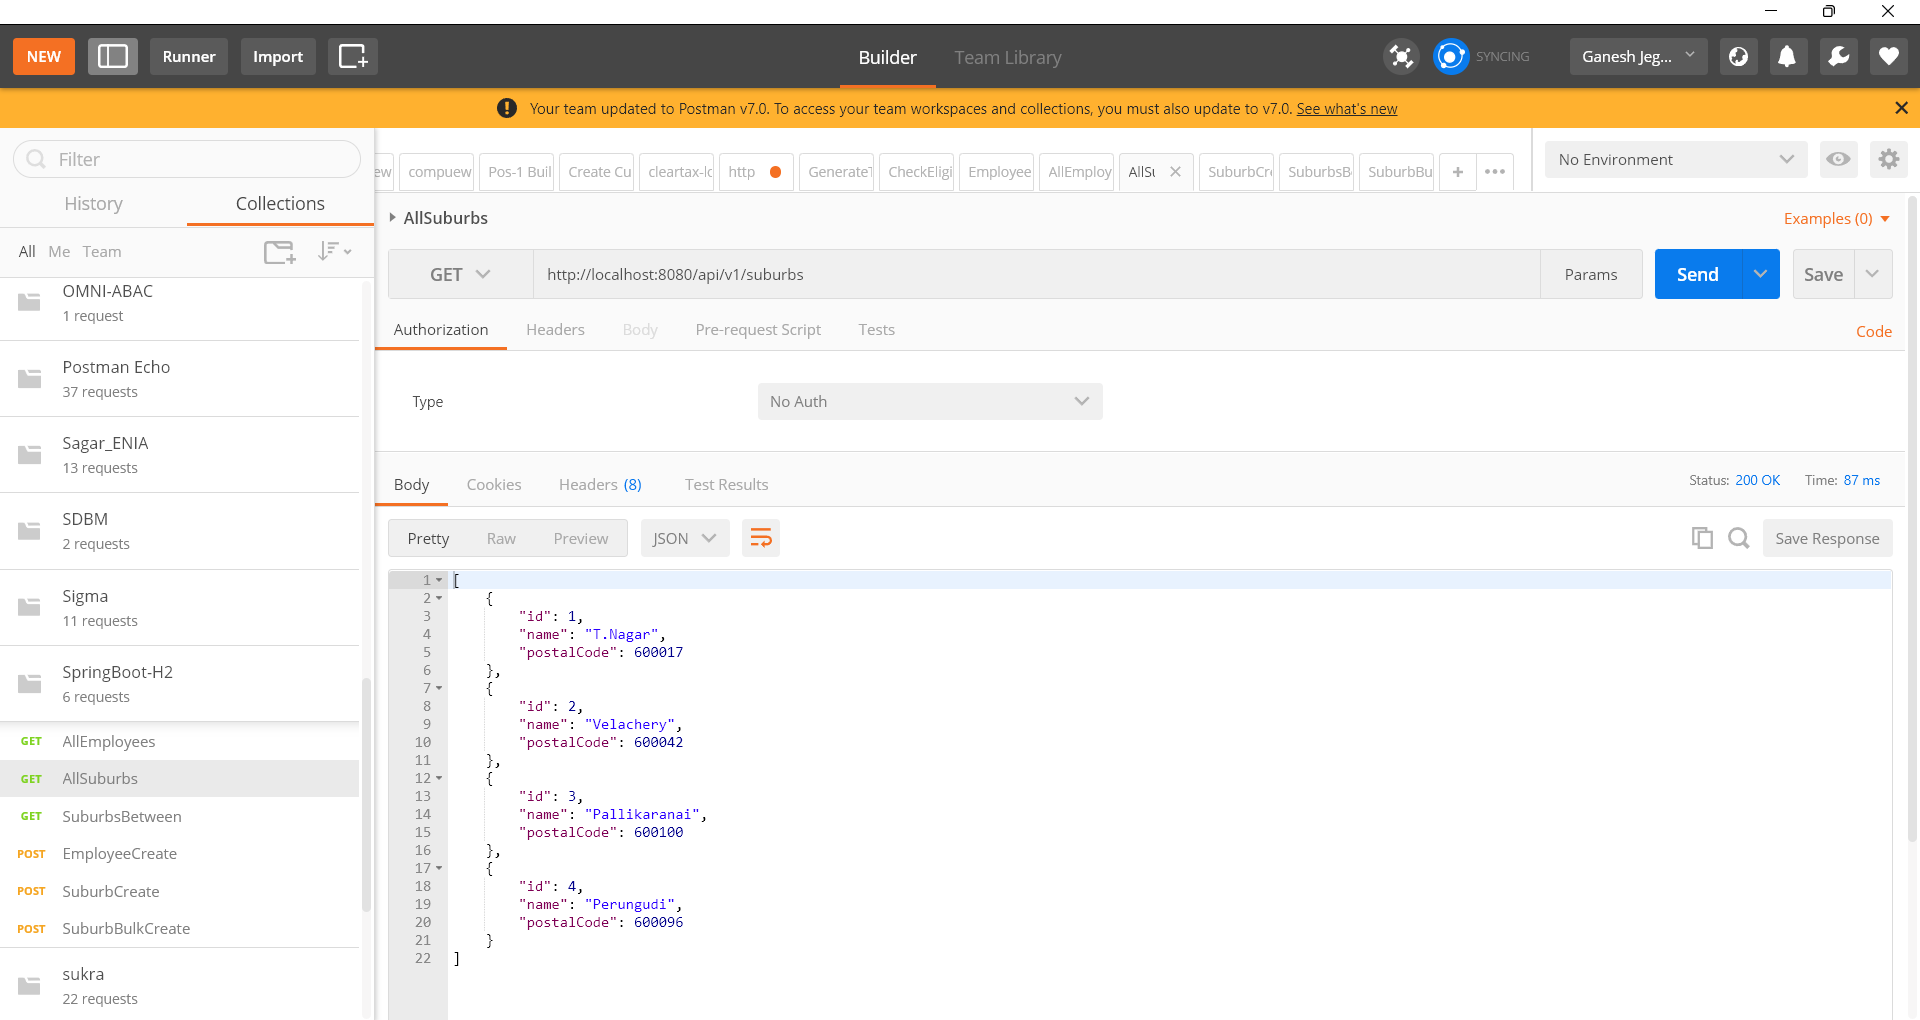 NEW Runner Import Builder Team Library SYNCING Ganesh Jeg...
Your team updated to Postman v7.0. To access your team workspaces and collections, you must also update to v7.0. See what's new
Filter
ew compuew Pos-1 Buil Create Cu cleartax-lc http GenerateT CheckEligi Employee AllEmploy AllSu SuburbCre SuburbsB SuburbBu + ••• No Environment
History Collections
All Me Team
OMNI-ABAC
1 request
Postman Echo
37 requests
Sagar_ENIA
13 requests
SDBM
2 requests
Sigma
11 requests
SpringBoot-H2
6 requests
GET AllEmployees
GET AllSuburbs
GET SuburbsBetween
POST EmployeeCreate
POST SuburbCreate
POST SuburbBulkCreate
sukra
22 requests
AllSuburbs Examples (0)
GET http://localhost:8080/api/v1/suburbs Params Send Save
Authorization Headers Body Pre-request Script Tests Code
Type No Auth
Body Cookies Headers (8) Test Results Status: 200 OK Time: 87 ms
Pretty Raw Preview JSON Save Response
1 [
2 {
3 "id": 1,
4 "name": "T.Nagar",
5 "postalCode": 600017
6 },
7 {
8 "id": 2,
9 "name": "Velachery",
10 "postalCode": 600042
11 },
12 {
13 "id": 3,
14 "name": "Pallikaranai",
15 "postalCode": 600100
16 },
17 {
18 "id": 4,
19 "name": "Perungudi",
20 "postalCode": 600096
21 }
22 ]